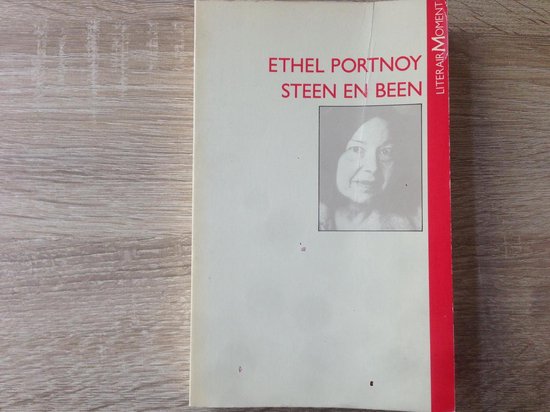 ETHEL PORTNOY
STEEN EN BEEN
LITERAIR MOMENT